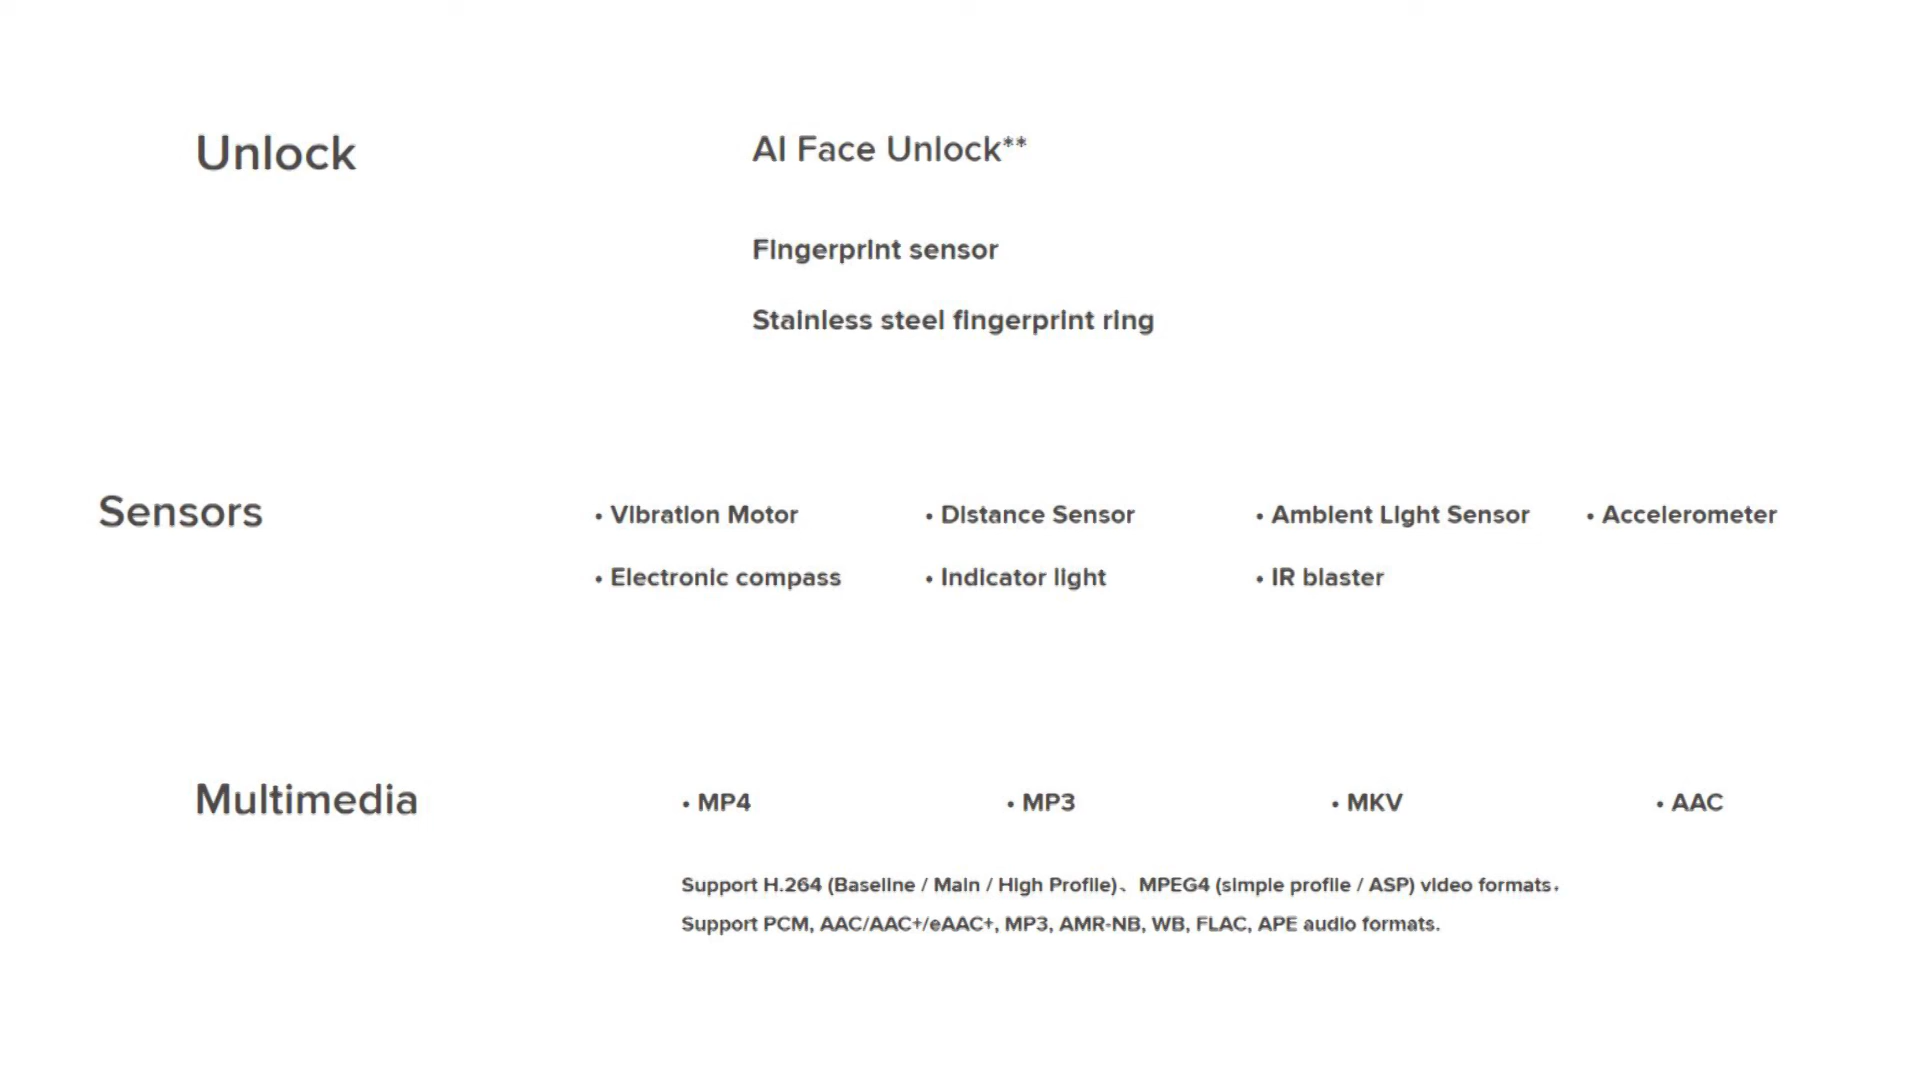 Unlock
AI Face Unlock**
Fingerprint sensor
Stainless steel fingerprint ring
Sensors
• Vibration Motor • Distance Sensor • Ambient Light Sensor • Accelerometer
• Electronic compass • Indicator light • IR blaster
Multimedia
• MP4 • MP3 • MKV • AAC
Support H.264 (Baseline / Main / High Profile)、MPEG4 (simple profile / ASP) video formats.
Support PCM, AAC/AAC+/eAAC+, MP3, AMR-NB, WB, FLAC, APE audio formats.